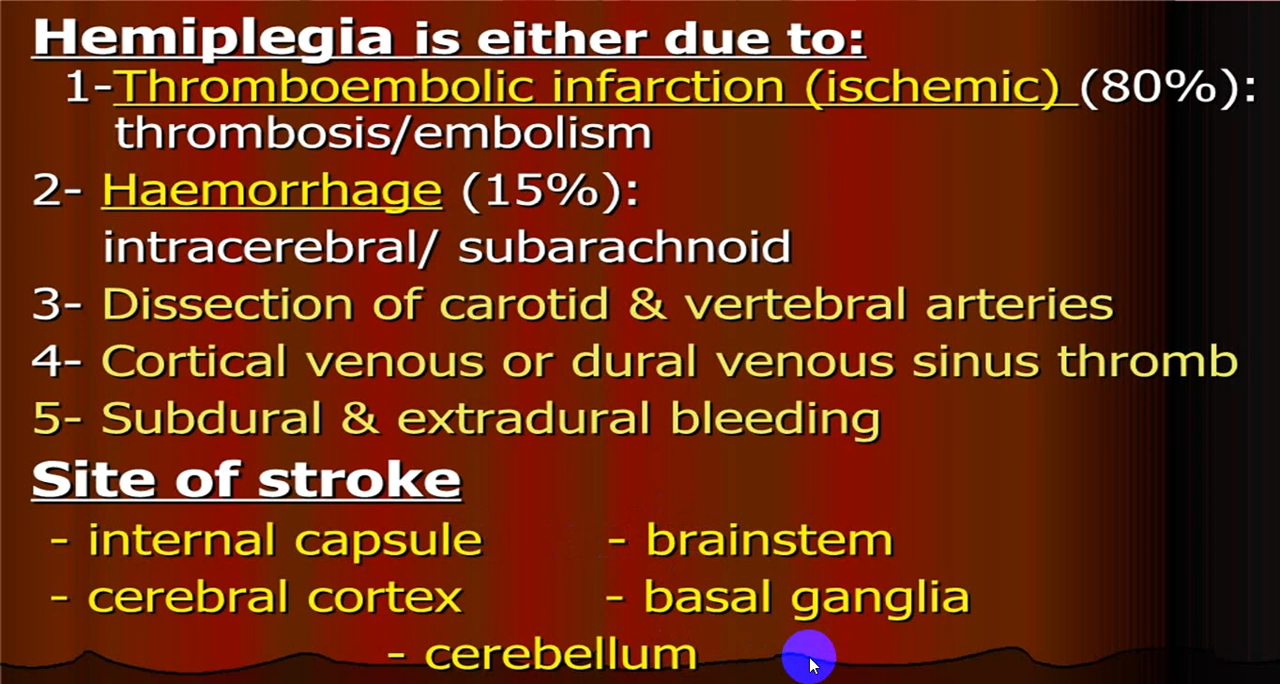 Hemiplegia is either due to:
1-Thromboembolic infarction (ischemic) (80%):
thrombosis/embolism
2- Haemorrhage (15%):
intracerebral/ subarachnoid
3- Dissection of carotid & vertebral arteries
4- Cortical venous or dural venous sinus thromb
5- Subdural & extradural bleeding
Site of stroke
- internal capsule - brainstem
- cerebral cortex - basal ganglia
- cerebellum